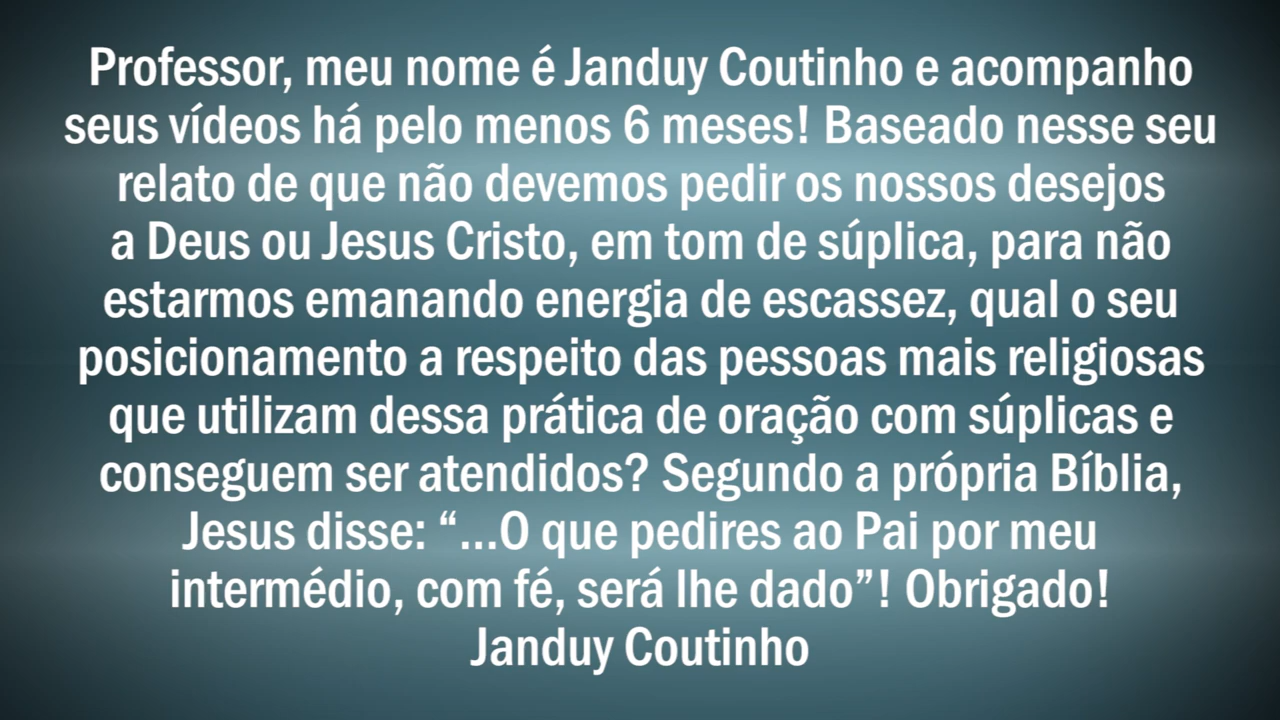 Professor, meu nome é Janduy Coutinho e acompanho
seus vídeos há pelo menos 6 meses! Baseado nesse seu
relato de que não devemos pedir os nossos desejos
a Deus ou Jesus Cristo, em tom de súplica, para não
estarmos emanando energia de escassez, qual o seu
posicionamento a respeito das pessoas mais religiosas
que utilizam dessa prática de oração com súplicas e
conseguem ser atendidos? Segundo a própria Bíblia,
Jesus disse: “...O que pedires ao Pai por meu
intermédio, com fé, será lhe dado”! Obrigado!
Janduy Coutinho